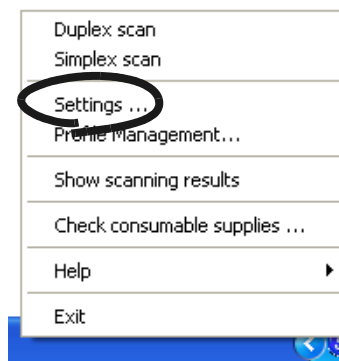 Duplex scan
Simplex scan
Settings ...
Profile Management...
Show scanning results
Check consumable supplies ...
Help
Exit